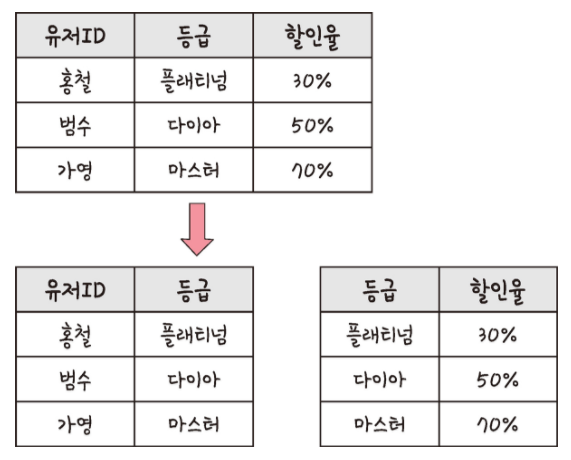 유저ID 등급 할인율
홍철 플래티넘 30%
범수 다이아 50%
가영 마스터 70%
유저ID 등급
홍철 플래티넘
범수 다이아
가영 마스터
등급 할인율
플래티넘 30%
다이아 50%
마스터 70%